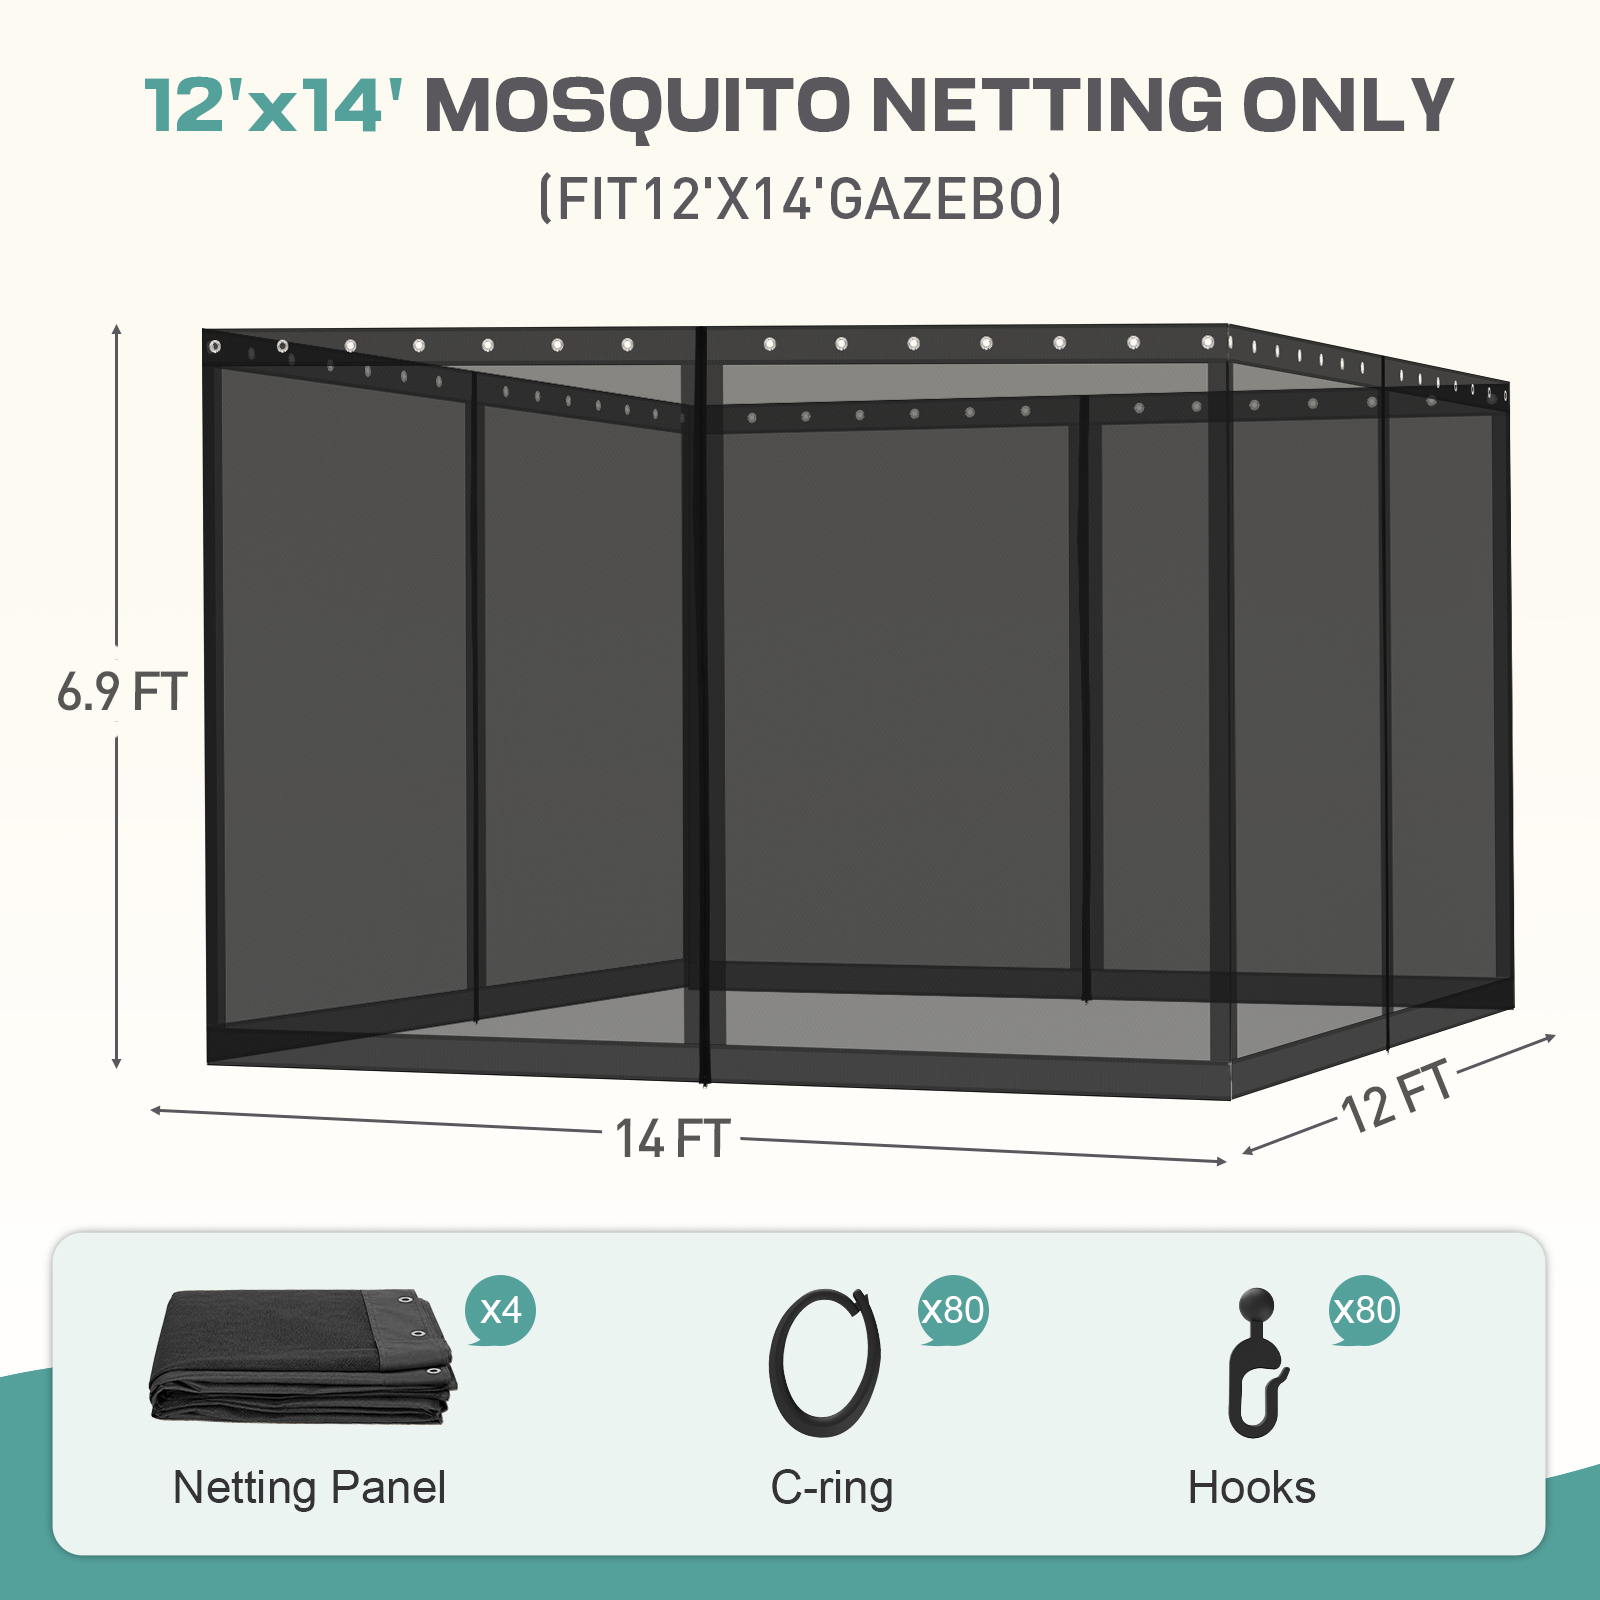 12'x14' MOSQUITO NETTING ONLY
(FIT12'X14'GAZEBO)
6.9 FT
14 FT
12 FT
x4
x80
x80
Netting Panel
C-ring
Hooks